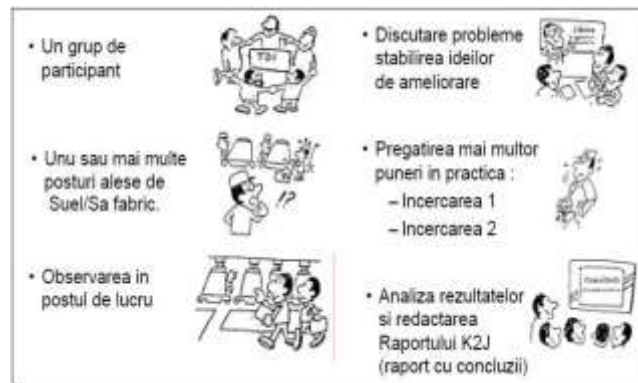 • Un grup de
participant
• Unu sau mai multe
posturi alese de
Suel/Sa fabric.
• Observarea in
postul de lucru
• Discutare probleme
stabilirea ideilor
de ameliorare
• Pregatirea mai multor
puneri in practica :
– Incercarea 1
– Incercarea 2
• Analiza rezultatelor
si redactarea
Raportului K2J
(raport cu concluzii)
!?